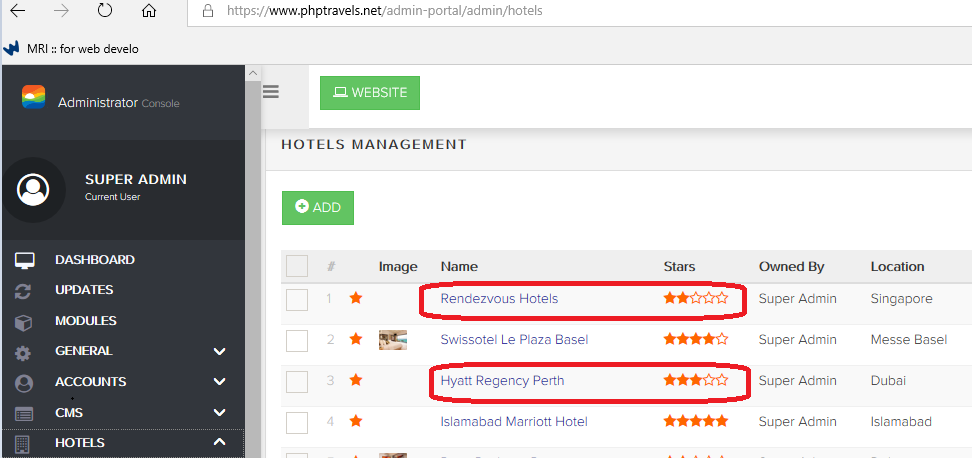 https://www.phptravels.net/admin-portal/admin/hotels
MRI :: for web develo
Administrator Console
WEBSITE
HOTELS MANAGEMENT
SUPER ADMIN
Current User
ADD
# Image Name Stars Owned By Location
1 Rendezvous Hotels Super Admin Singapore
2 Swissotel Le Plaza Basel Super Admin Messe Basel
3 Hyatt Regency Perth Super Admin Dubai
4 Islamabad Marriott Hotel Super Admin Islamabad
DASHBOARD
UPDATES
MODULES
GENERAL
ACCOUNTS
CMS
HOTELS